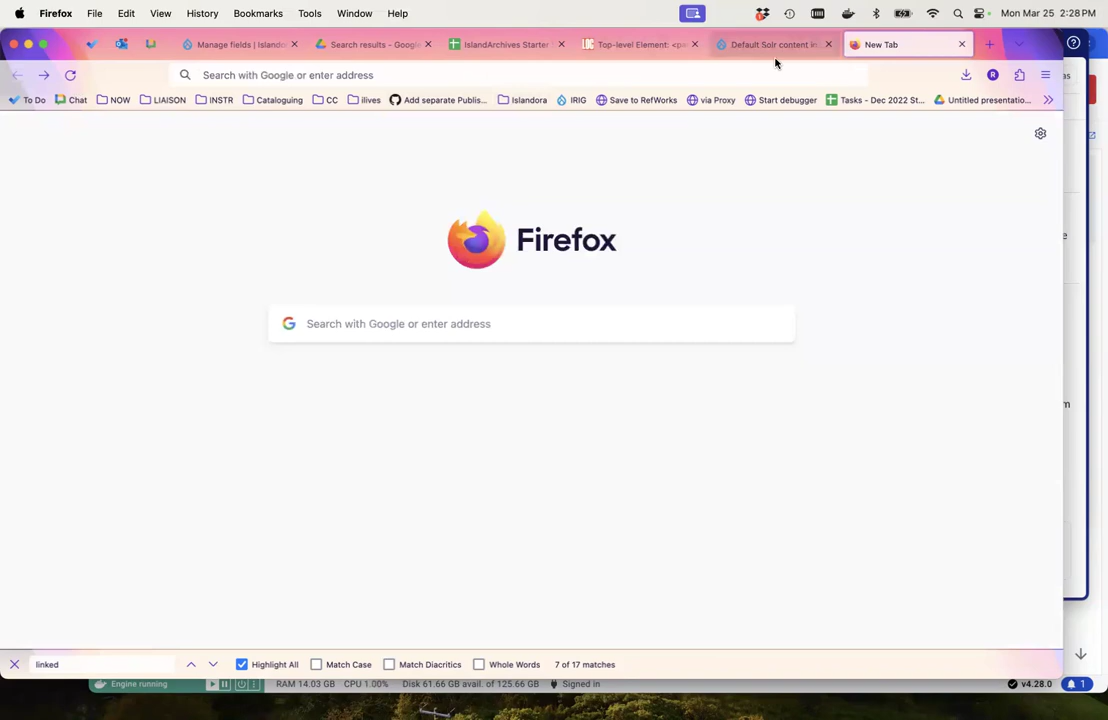 Firefox File Edit View History Bookmarks Tools Window Help Mon Mar 25 2:28 PM
Manage fields | Islando Search results - Google IslandArchives Starter Top-level Element: <pa Default Solr content in New Tab
Search with Google or enter address
To Do Chat NOW LIAISON INSTR Cataloguing CC ilives Add separate Publis... Islandora IRIG Save to RefWorks via Proxy Start debugger Tasks - Dec 2022 St... Untitled presentatio...
as
Firefox
e
Search with Google or enter address
m
linked Highlight All Match Case Match Diacritics Whole Words 7 of 17 matches
Engine running RAM 14.03 GB CPU 1.00% Disk 61.66 GB avail. of 125.66 GB Signed in v4.28.0 1